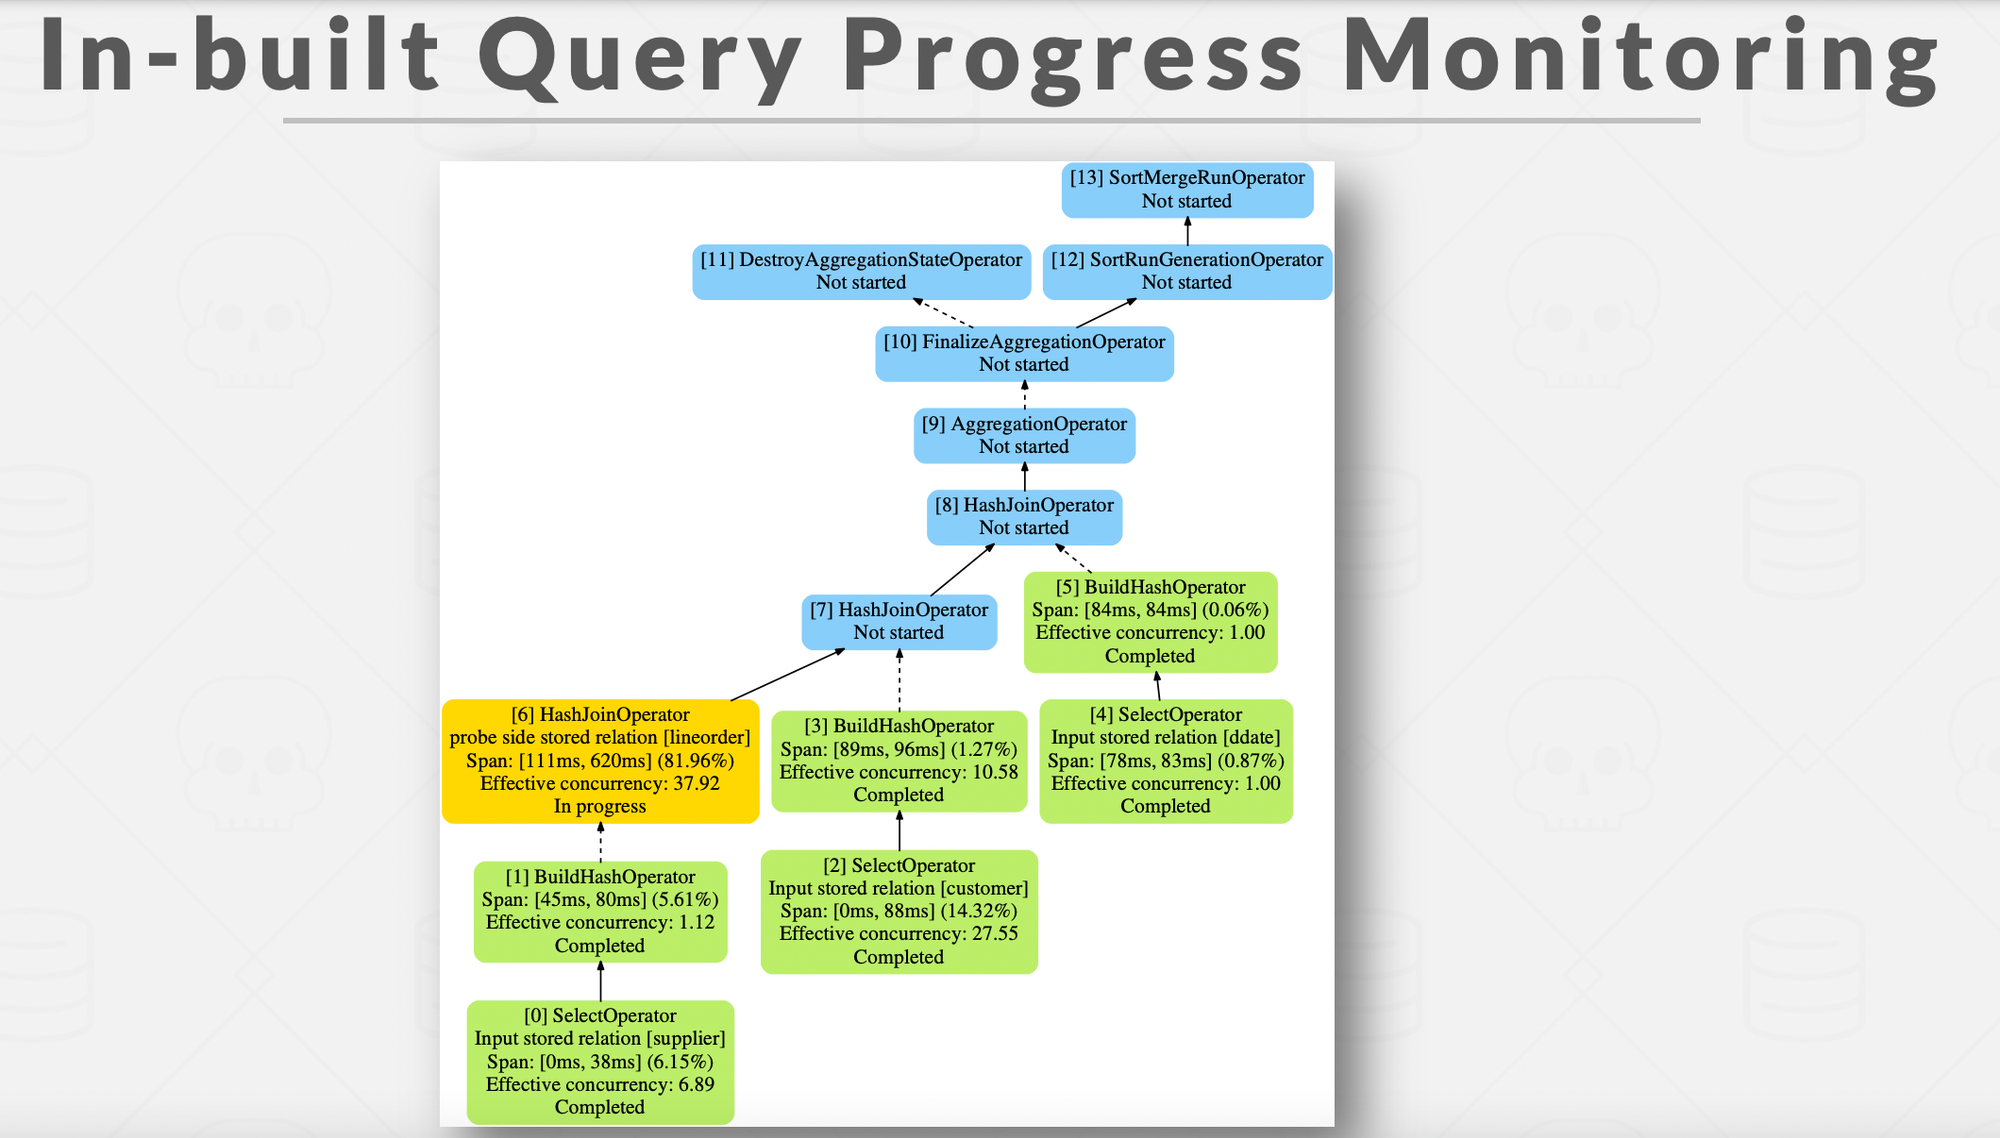 In-built Query Progress Monitoring
[13] SortMergeRunOperator
Not started
[11] DestroyAggregationStateOperator
Not started
[12] SortRunGenerationOperator
Not started
[10] FinalizeAggregationOperator
Not started
[9] AggregationOperator
Not started
[8] HashJoinOperator
Not started
[7] HashJoinOperator
Not started
[5] BuildHashOperator
Span: [84ms, 84ms] (0.06%)
Effective concurrency: 1.00
Completed
[6] HashJoinOperator
probe side stored relation [lineorder]
Span: [111ms, 620ms] (81.96%)
Effective concurrency: 37.92
In progress
[3] BuildHashOperator
Span: [89ms, 96ms] (1.27%)
Effective concurrency: 10.58
Completed
[4] SelectOperator
Input stored relation [ddate]
Span: [78ms, 83ms] (0.87%)
Effective concurrency: 1.00
Completed
[1] BuildHashOperator
Span: [45ms, 80ms] (5.61%)
Effective concurrency: 1.12
Completed
[2] SelectOperator
Input stored relation [customer]
Span: [0ms, 88ms] (14.32%)
Effective concurrency: 27.55
Completed
[0] SelectOperator
Input stored relation [supplier]
Span: [0ms, 38ms] (6.15%)
Effective concurrency: 6.89
Completed